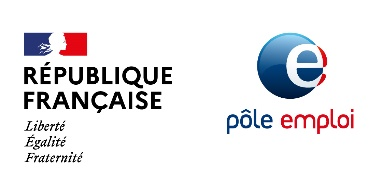 RÉPUBLIQUE
FRANÇAISE
Liberté
Égalité
Fraternité
e
pôle emploi